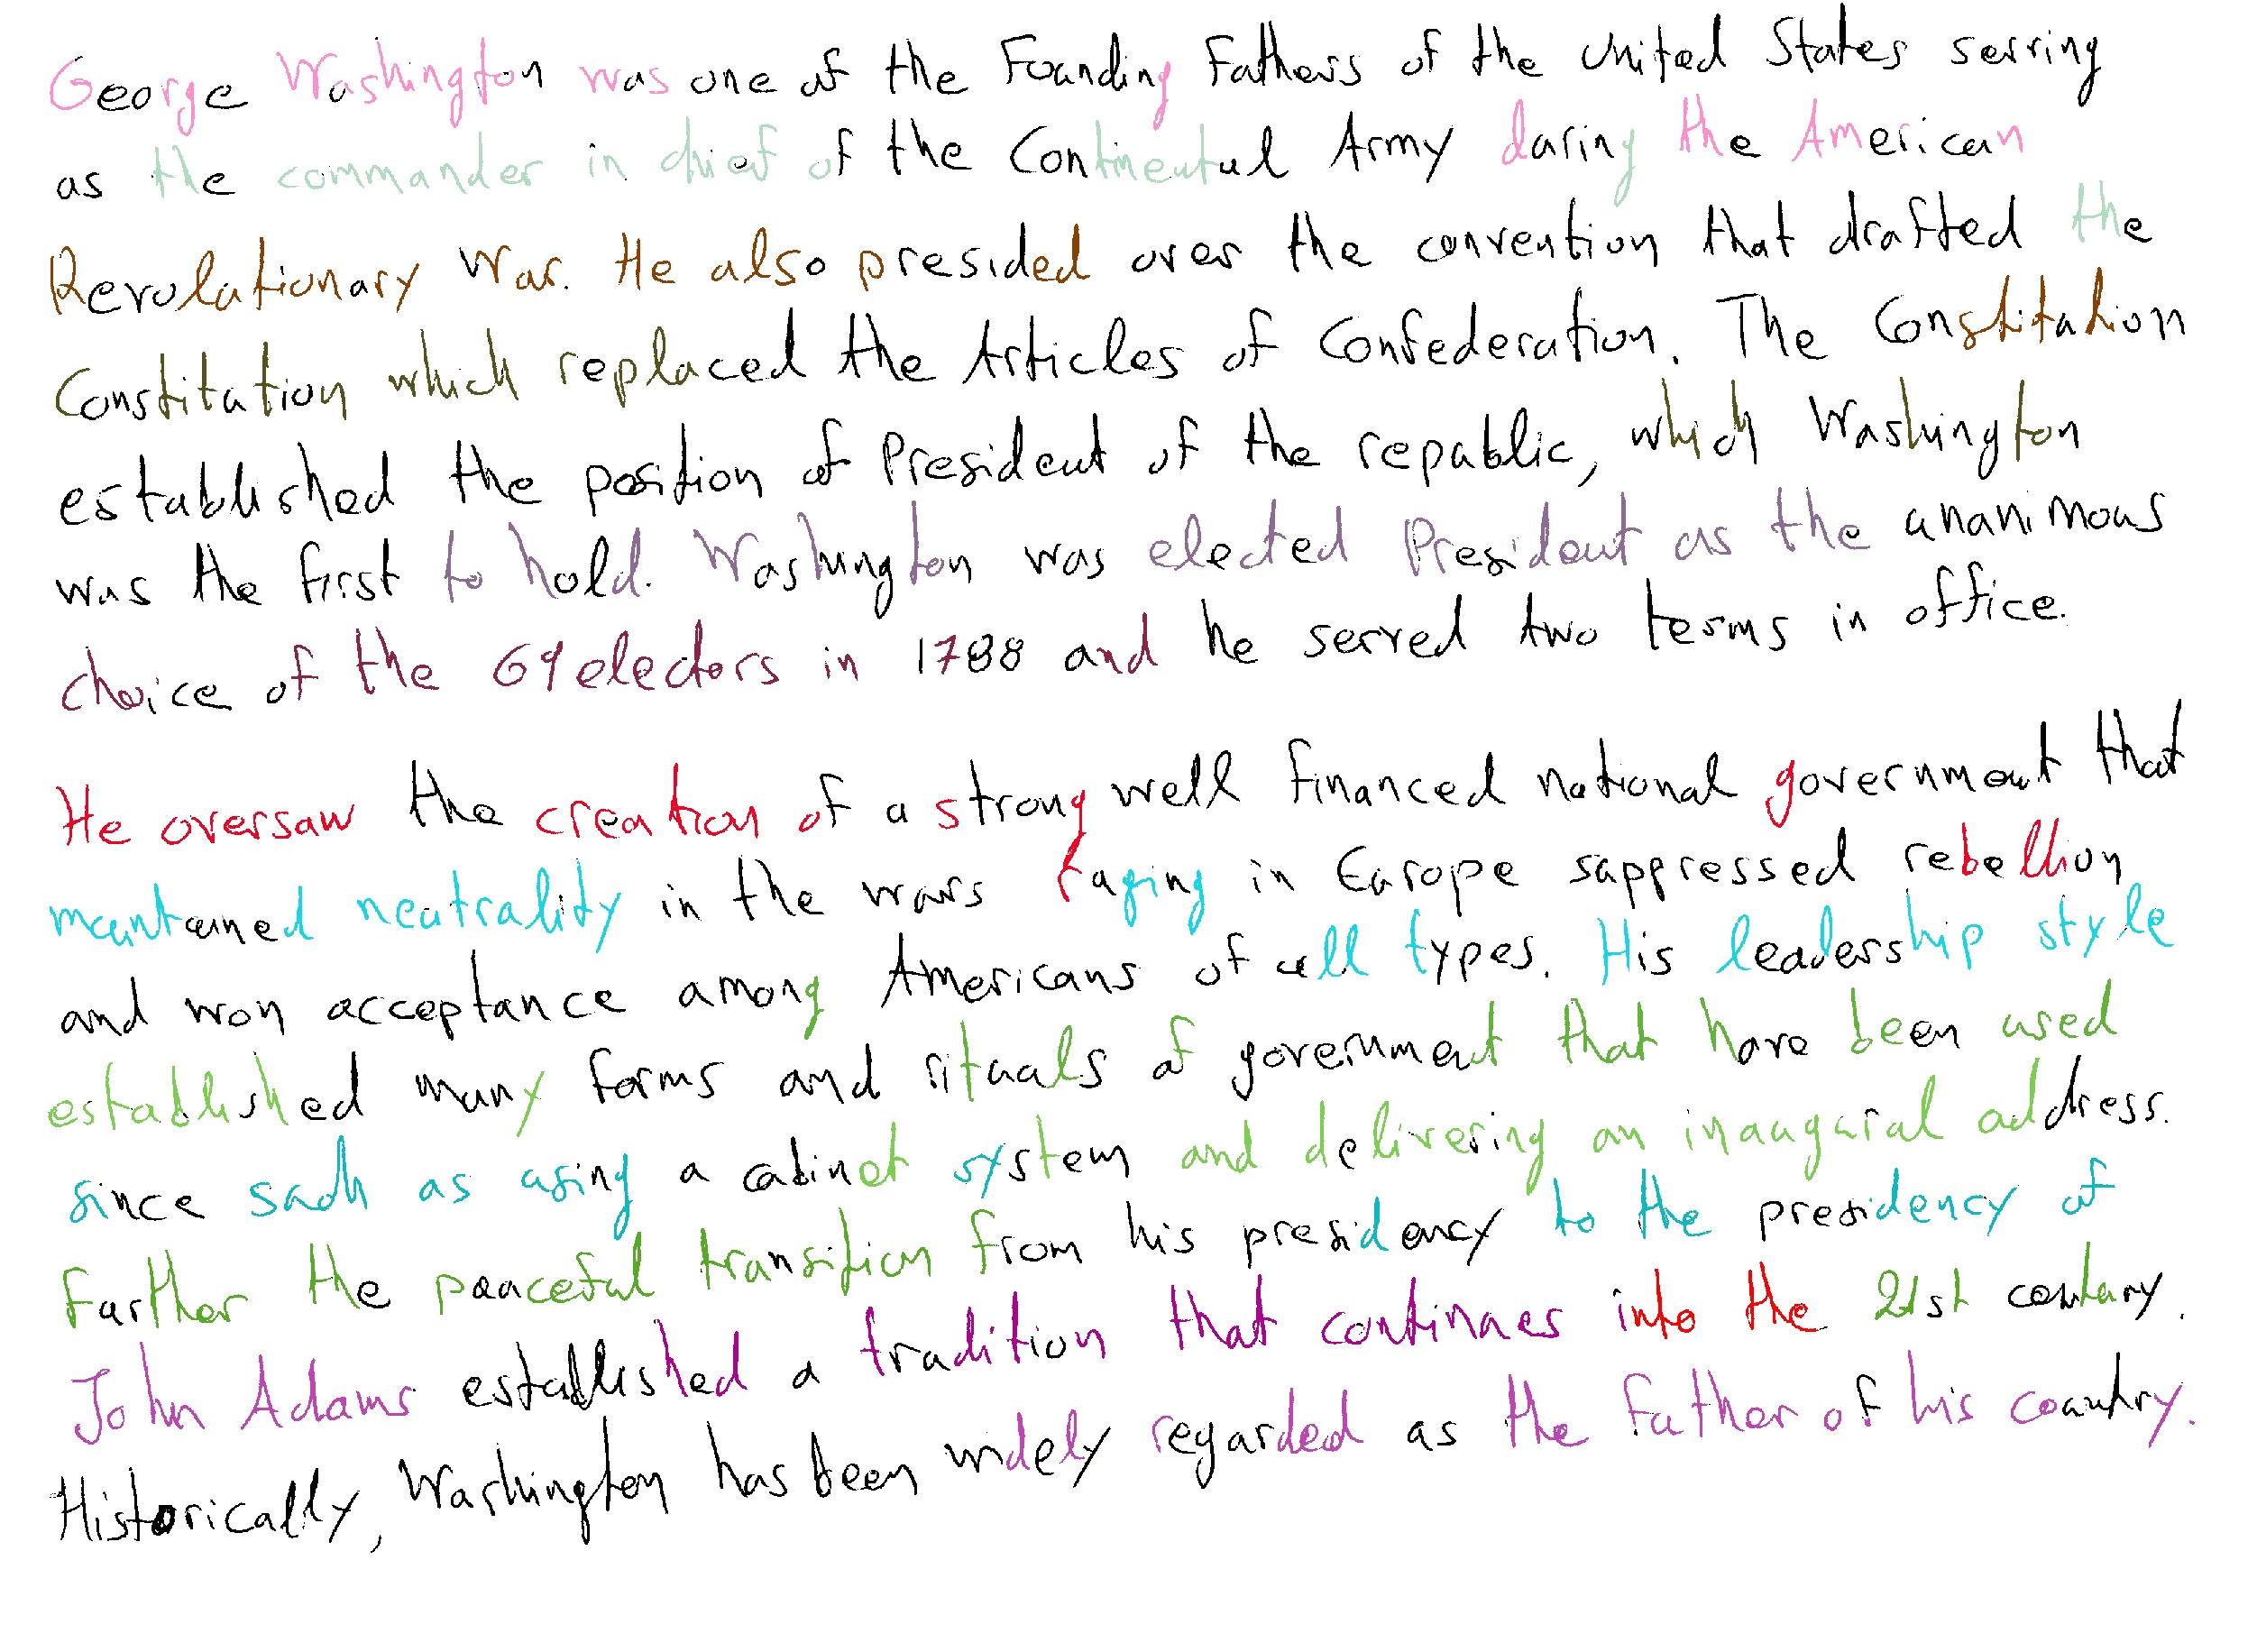 George Washington was one of the Founding Fathers of the United States serving
as the commander in chief of the Continental Army during the American
Revolutionary War. He also presided over the convention that drafted the
Constitution which replaced the Articles of Confederation. The Constitution
established the position of President of the republic, which Washington
was the first to hold. Washington was elected President as the unanimous
choice of the 69 electors in 1788 and he served two terms in office.
He oversaw the creation of a strong well financed national government that
maintained neutrality in the wars raging in Europe suppressed rebellion
and won acceptance among Americans of all types. His leadership style
established many forms and rituals of government that have been used
since such as using a cabinet system and delivering an inaugural address.
Further the peaceful transition from his presidency to the presidency of
John Adams established a tradition that continues into the 21st century.
Historically, Washington has been widely regarded as the father of his country.